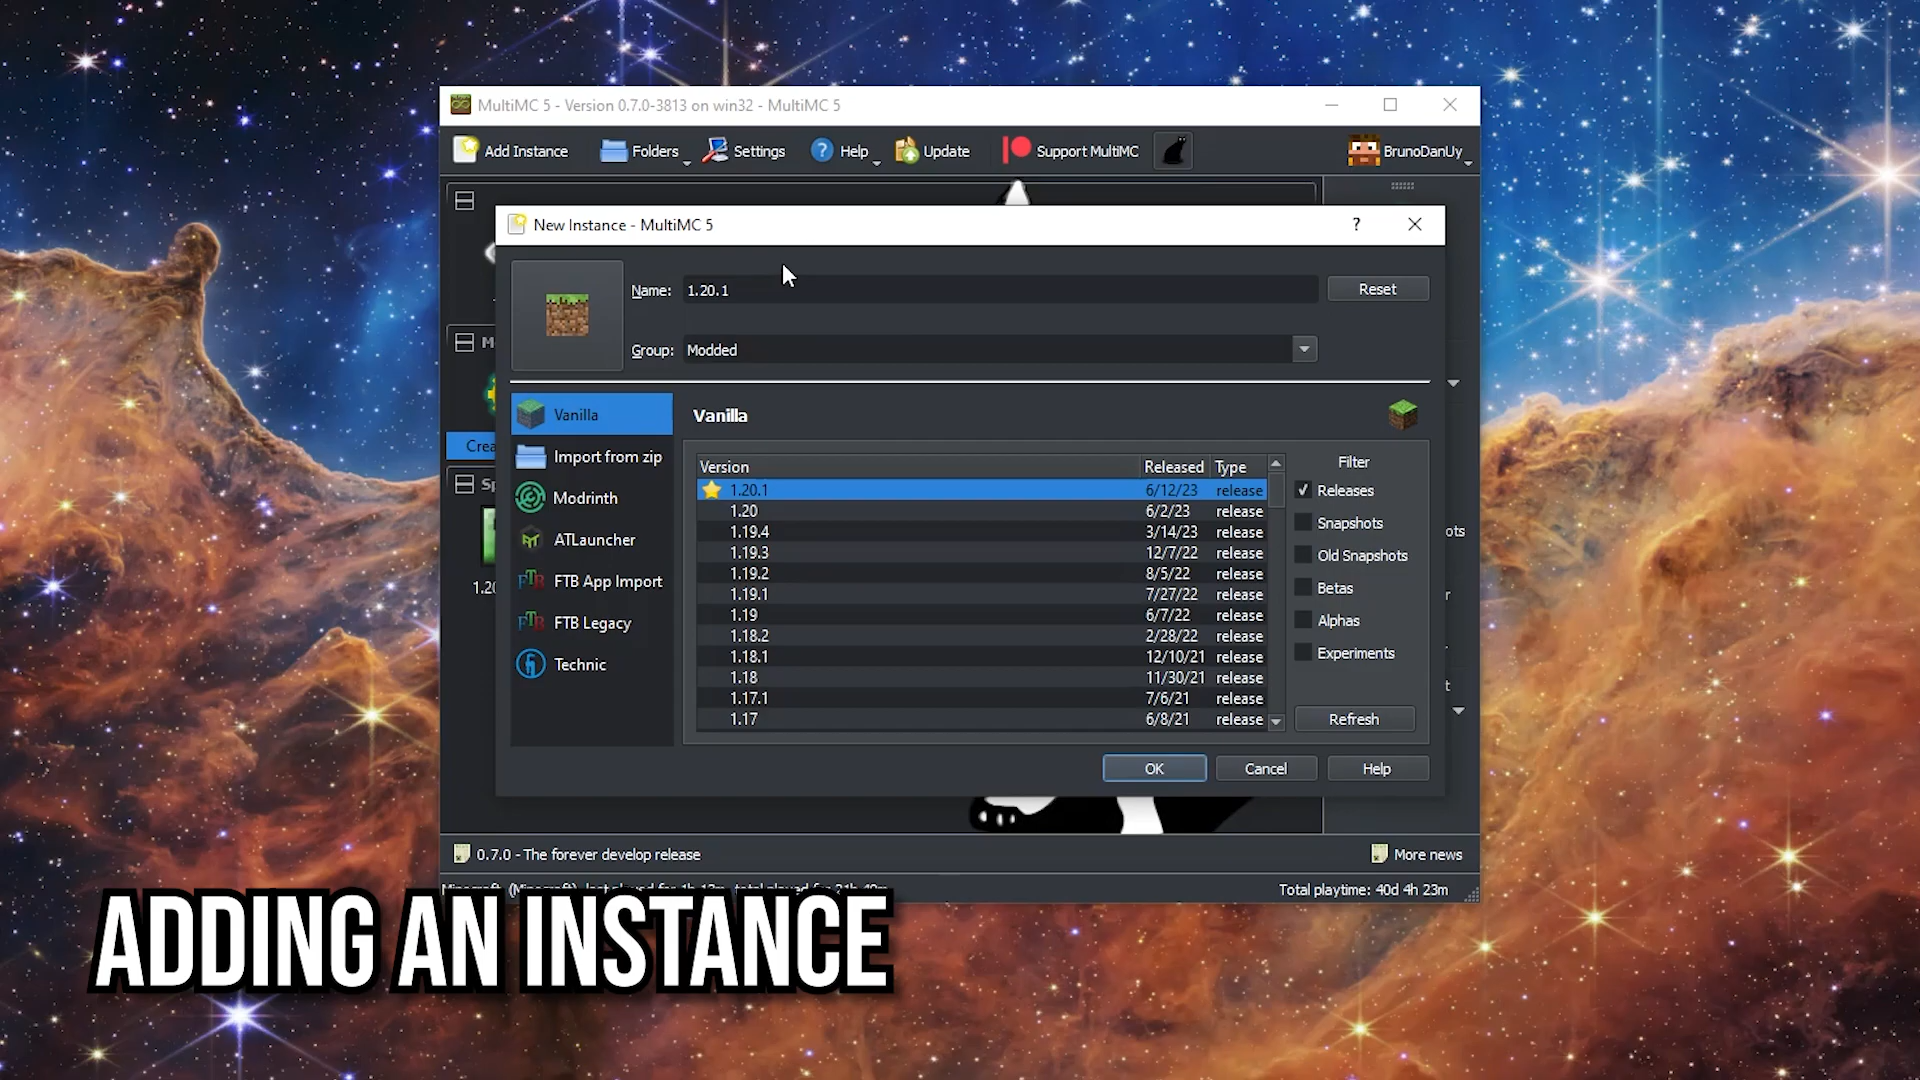 MultiMC 5 - Version 0.7.0-3813 on win32 - MultiMC 5
Add Instance Folders Settings Help Update Support MultiMC BrunoDanUy
New Instance - MultiMC 5 ?
Name: 1.20.1 Reset
Group: Modded
Vanilla
Import from zip
Modrinth
ATLauncher
FTB App Import
FTB Legacy
Technic
Vanilla
Version Released Type
1.20.1 6/12/23 release
1.20 6/2/23 release
1.19.4 3/14/23 release
1.19.3 12/7/22 release
1.19.2 8/5/22 release
1.19.1 7/27/22 release
1.19 6/7/22 release
1.18.2 2/28/22 release
1.18.1 12/10/21 release
1.18 11/30/21 release
1.17.1 7/6/21 release
1.17 6/8/21 release
Filter
Releases
Snapshots
Old Snapshots
Betas
Alphas
Experiments
Refresh
OK Cancel Help
0.7.0 - The forever develop release More news
Total playtime: 40d 4h 23m
ADDING AN INSTANCE